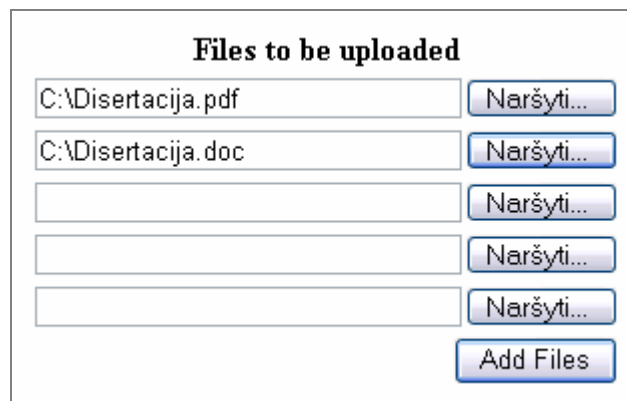 Files to be uploaded
C:\Disertacija.pdf Naršyti...
C:\Disertacija.doc Naršyti...
Naršyti...
Naršyti...
Naršyti...
Add Files